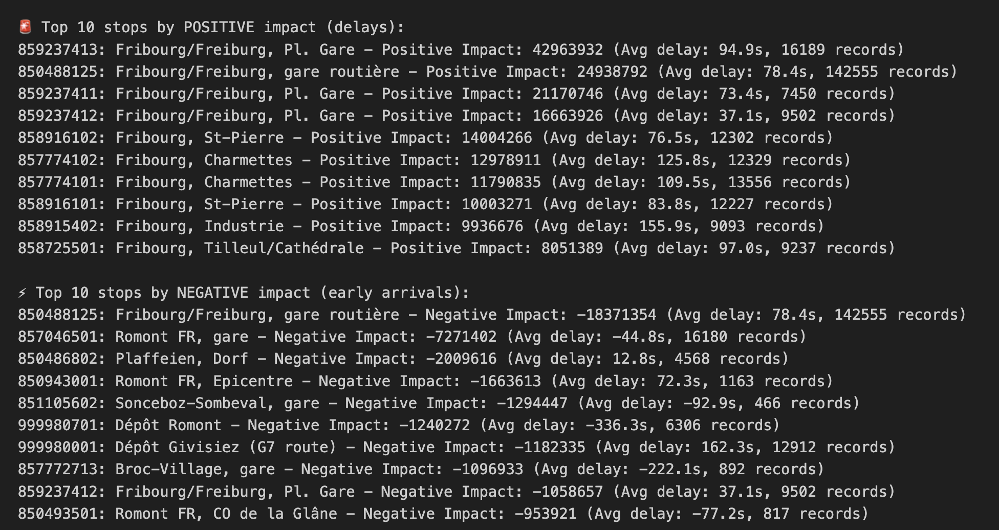 🚨 Top 10 stops by POSITIVE impact (delays):
859237413: Fribourg/Freiburg, Pl. Gare – Positive Impact: 42963932 (Avg delay: 94.9s, 16189 records)
850488125: Fribourg/Freiburg, gare routière – Positive Impact: 24938792 (Avg delay: 78.4s, 142555 records)
859237411: Fribourg/Freiburg, Pl. Gare – Positive Impact: 21170746 (Avg delay: 73.4s, 7450 records)
859237412: Fribourg/Freiburg, Pl. Gare – Positive Impact: 16663926 (Avg delay: 37.1s, 9502 records)
858916102: Fribourg, St-Pierre – Positive Impact: 14004266 (Avg delay: 76.5s, 12302 records)
857774102: Fribourg, Charmettes – Positive Impact: 12978911 (Avg delay: 125.8s, 12329 records)
857774101: Fribourg, Charmettes – Positive Impact: 11790835 (Avg delay: 109.5s, 13556 records)
858916101: Fribourg, St-Pierre – Positive Impact: 10003271 (Avg delay: 83.8s, 12227 records)
858915402: Fribourg, Industrie – Positive Impact: 9936676 (Avg delay: 155.9s, 9093 records)
858725501: Fribourg, Tilleul/Cathédrale – Positive Impact: 8051389 (Avg delay: 97.0s, 9237 records)

⚡ Top 10 stops by NEGATIVE impact (early arrivals):
850488125: Fribourg/Freiburg, gare routière – Negative Impact: -18371354 (Avg delay: 78.4s, 142555 records)
857046501: Romont FR, gare – Negative Impact: -7271402 (Avg delay: -44.8s, 16180 records)
850486802: Plaffeien, Dorf – Negative Impact: -2009616 (Avg delay: 12.8s, 4568 records)
850943001: Romont FR, Epicentre – Negative Impact: -1663613 (Avg delay: 72.3s, 1163 records)
851105602: Sonceboz-Sombeval, gare – Negative Impact: -1294447 (Avg delay: -92.9s, 466 records)
999980701: Dépôt Romont – Negative Impact: -1240272 (Avg delay: -336.3s, 6306 records)
999980001: Dépôt Givisiez (G7 route) – Negative Impact: -1182335 (Avg delay: 162.3s, 12912 records)
857772713: Broc-Village, gare – Negative Impact: -1096933 (Avg delay: -222.1s, 892 records)
859237412: Fribourg/Freiburg, Pl. Gare – Negative Impact: -1058657 (Avg delay: 37.1s, 9502 records)
850493501: Romont FR, CO de la Glâne – Negative Impact: -953921 (Avg delay: -77.2s, 817 records)